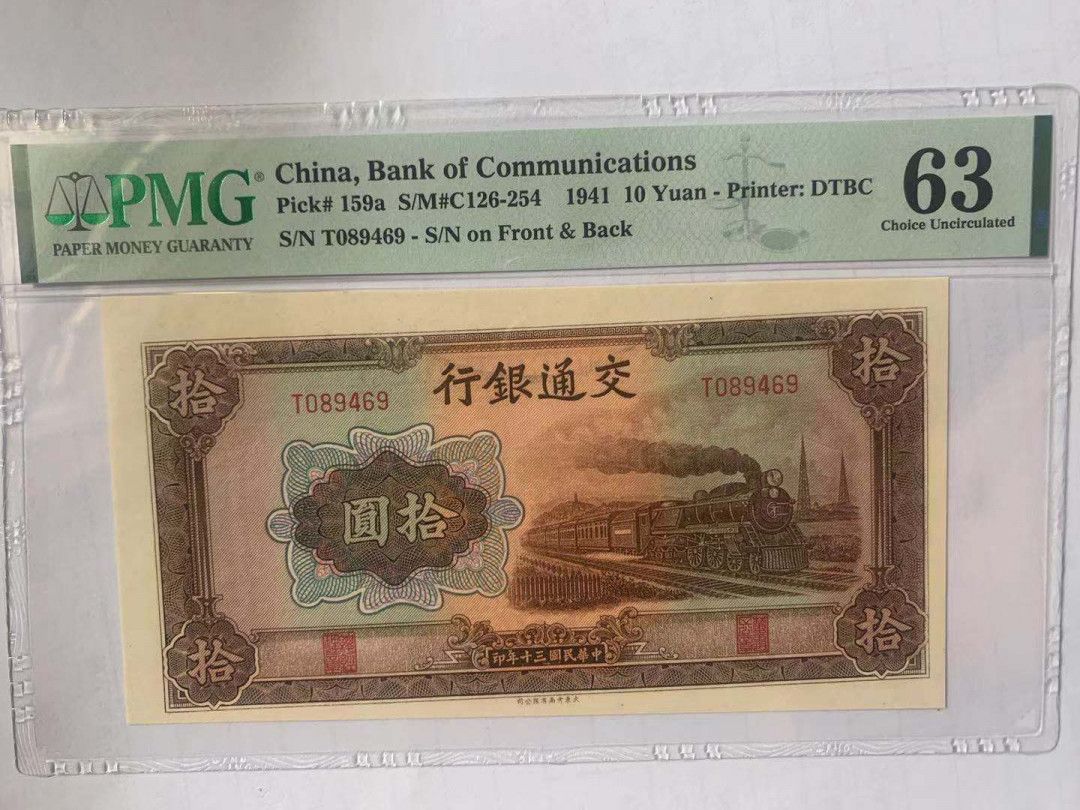 PMG®
PAPER MONEY GUARANTY
China, Bank of Communications
Pick# 159a S/M#C126-254 1941 10 Yuan - Printer: DTBC
S/N T089469 - S/N on Front & Back
63
Choice Uncirculated
拾
拾
行銀通交
T089469
T089469
圓拾
印年十三國民華中
拾
拾